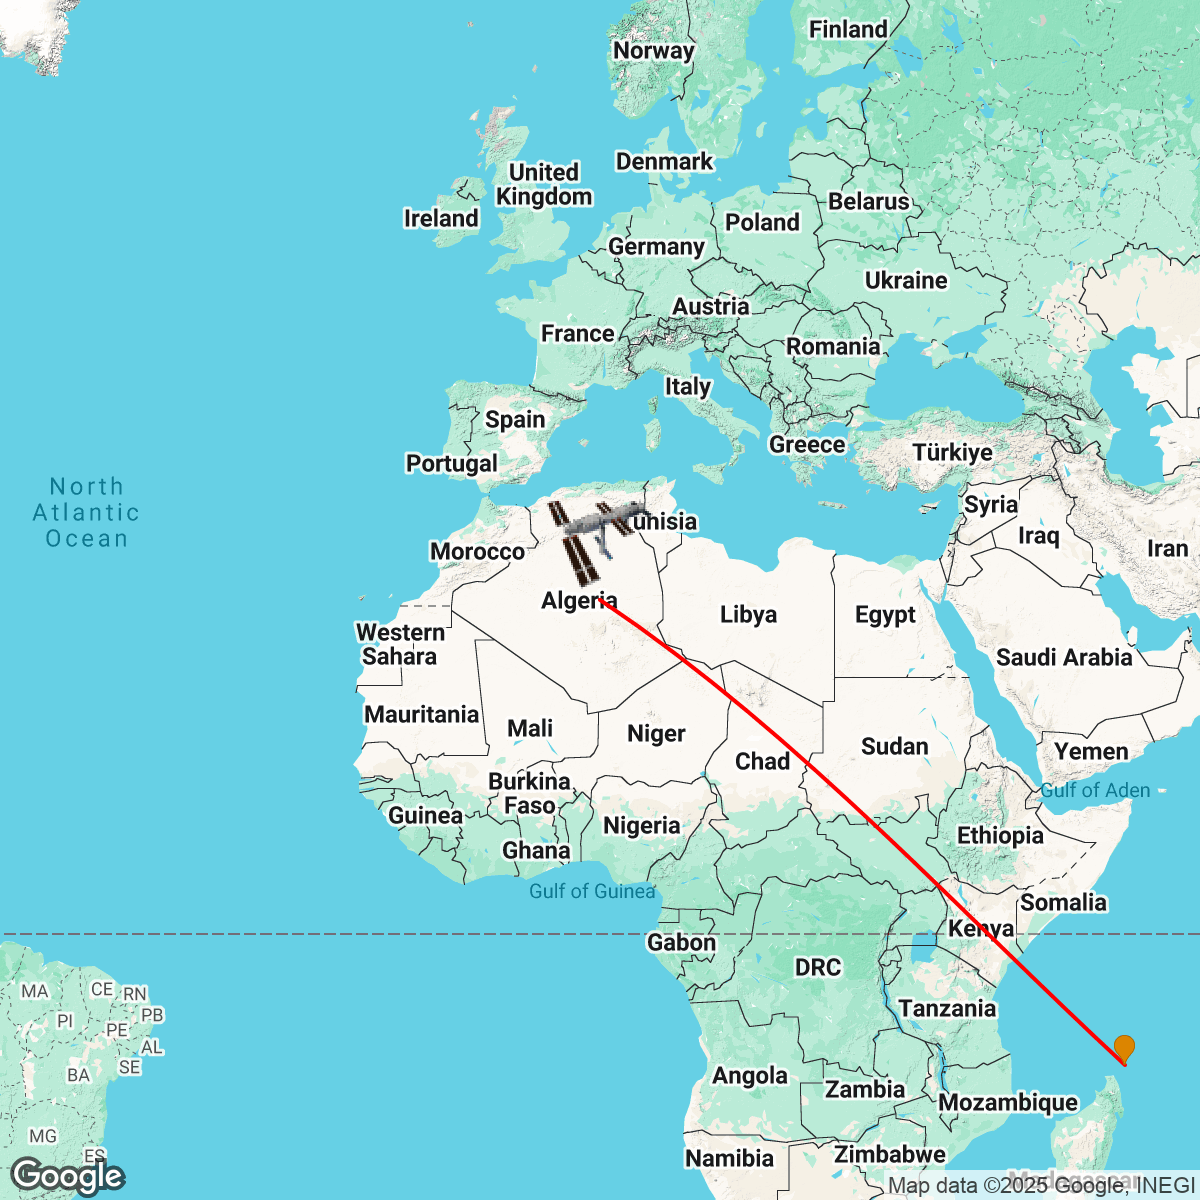 Finland
Norway
Denmark
United
Kingdom
Ireland
Belarus
Poland
Germany
Ukraine
Austria
France
Romania
Italy
Spain
Greece
Türkiye
Portugal
North
Atlantic
Ocean
Syria
Tunisia
Iraq
Iran
Morocco
Algeria
Libya
Egypt
Western
Sahara
Saudi Arabia
Mauritania
Mali
Niger
Sudan
Yemen
Chad
Burkina
Faso
Gulf of Aden
Guinea
Nigeria
Ethiopia
Ghana
Gulf of Guinea
Somalia
Kenya
Gabon
DRC
MA
CE
RN
Tanzania
PI
PE
PB
AL
SE
BA
Angola
Zambia
Mozambique
MG
ES
Namibia
Zimbabwe
Madagascar
Google
Map data ©2025 Google, INEGI